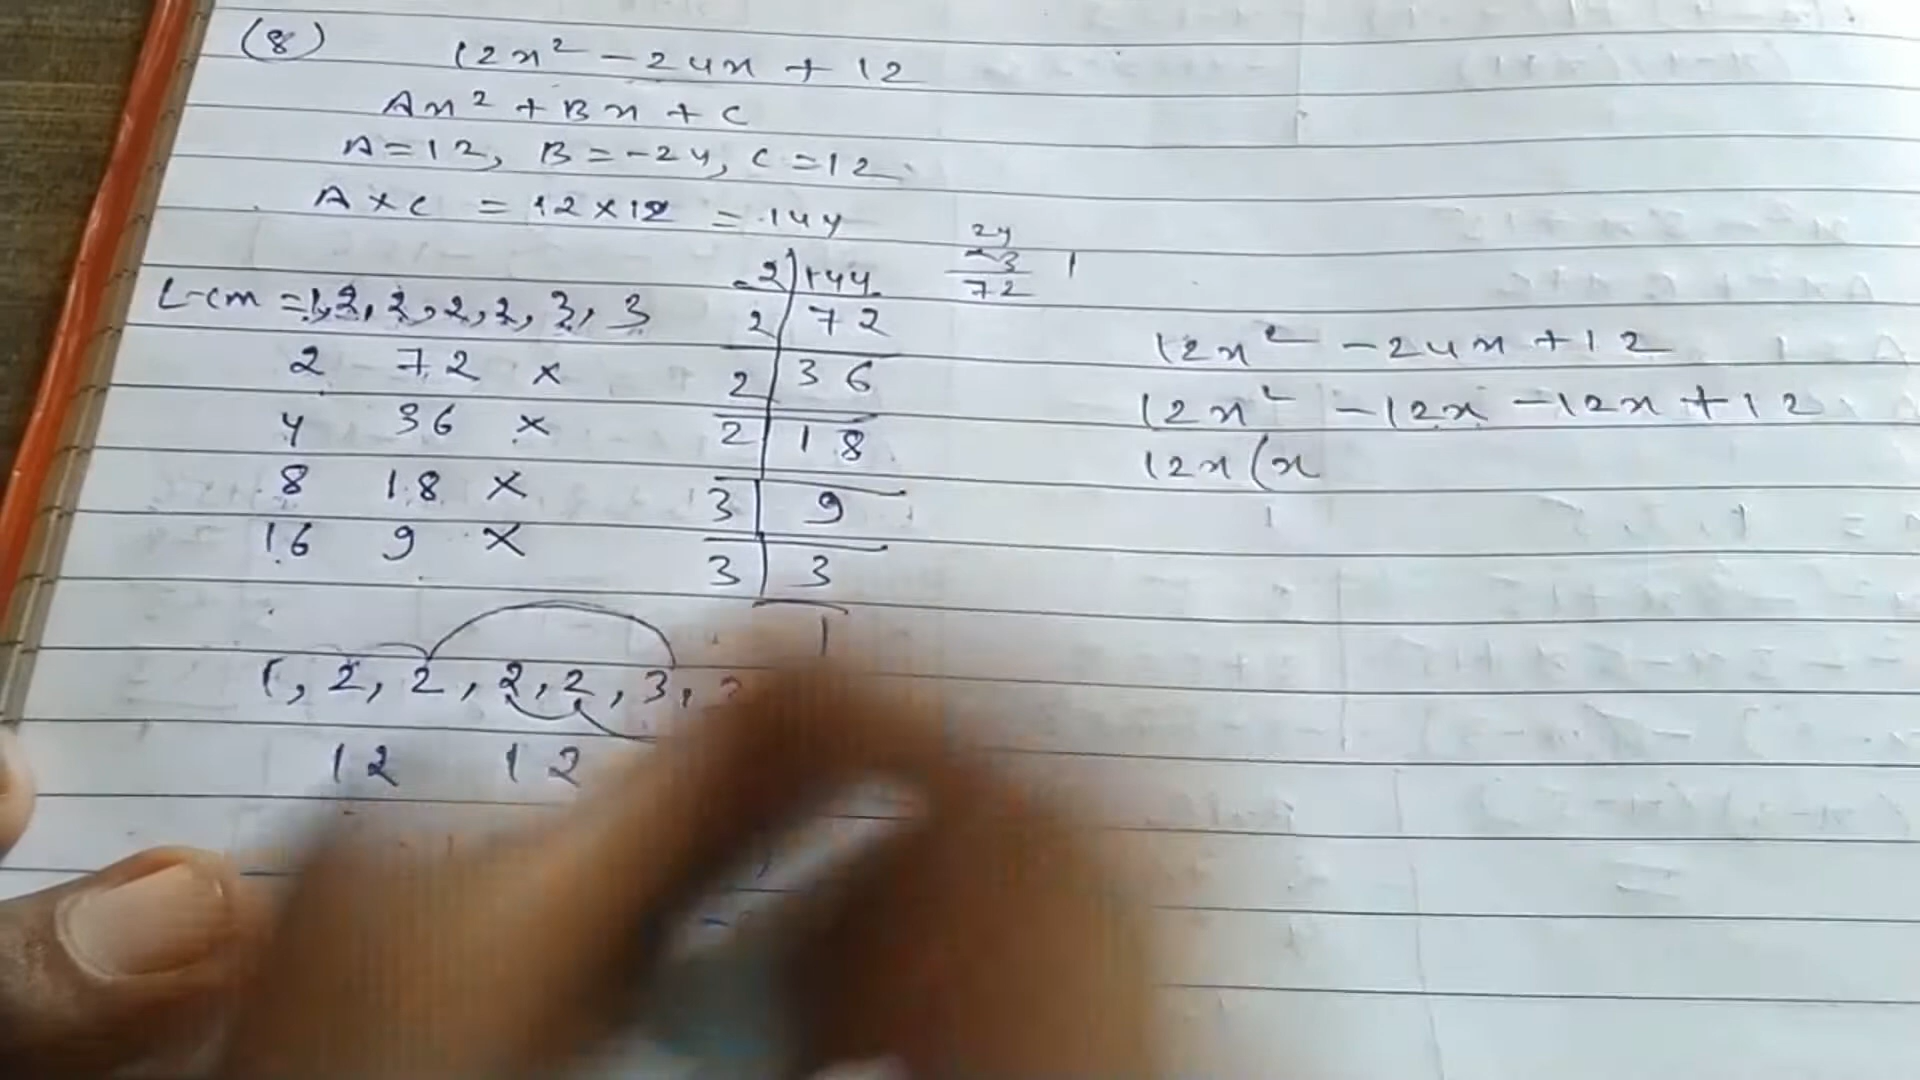 (8) 12x² - 24x + 12
Ax² + Bx + C
A = 12, B = -24, C = 12
A × C = 12 × 12 = 144
24
×3
72
1
L-cm = 1, 2, 2, 2, 2, 3, 3
2 72 ×
4 36 ×
8 18 ×
16 9 ×
2 144
2 72
2 36
2 18
3 9
3 3
1
1, 2, 2, 2, 2, 3,
12 12
12x² - 24x + 12
12x² - 12x - 12x + 12
12x (x